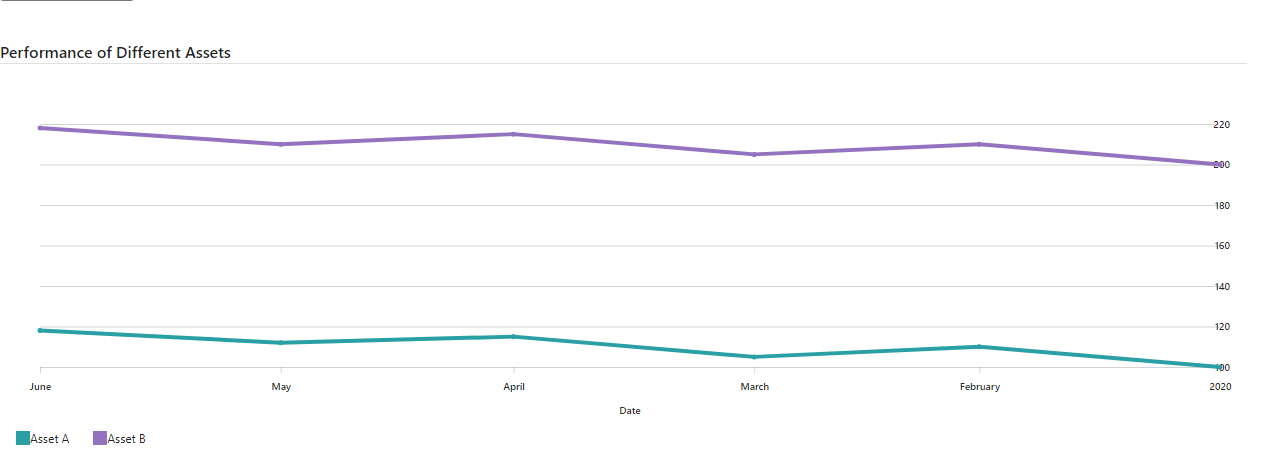 Performance of Different Assets
220
200
180
160
140
120
100
June May April March February 2020
Date
Asset A Asset B